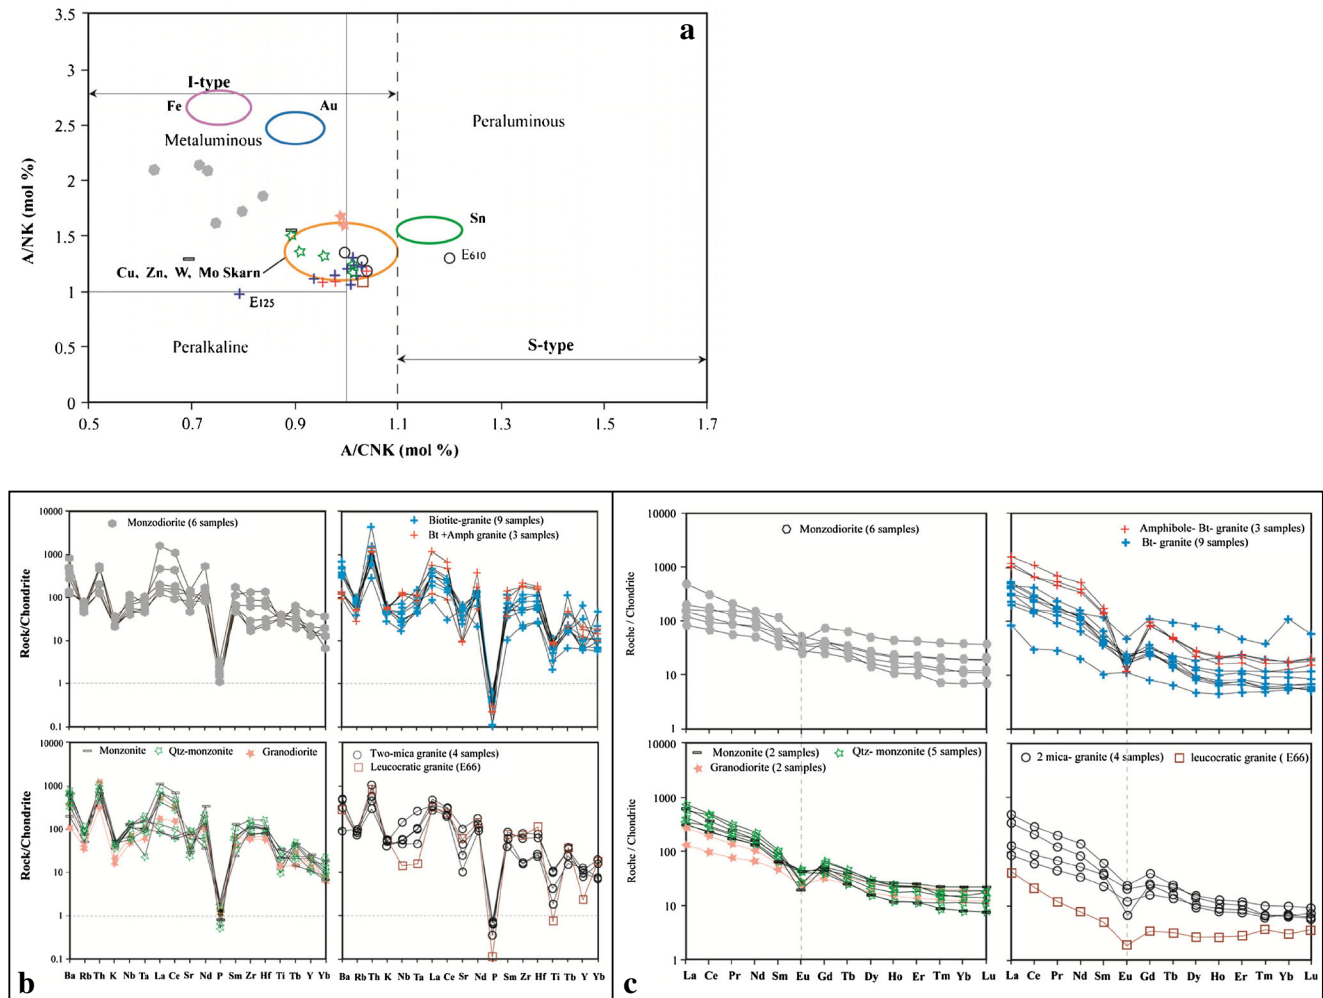 a
3.5
3
2.5
2
1.5
1
0.5
0
A/NK (mol %)
I-type
Fe
Au
Metaluminous
Peraluminous
Sn
E610
Cu、Zn、W、Mo Skarn
E125
Peralkaline
S-type
0.5 0.7 0.9 1.1 1.3 1.5 1.7
A/CNK (mol %)
b
Rock/Chondrite
10000
1000
100
10
1
0.1
Monzodiorite (6 samples)
Biotite-granite (9 samples)
Bt +Amph granite (3 samples)
Rock/Chondrite
10000
1000
100
10
1
0.1
Monzonite Qtz-monzonite Granodiorite
Two-mica granite (4 samples)
Leucocratic granite (E66)
Ba Rb Th K Nb Ta La Ce Sr Nd P Sm Zr Hf Ti Tb Y Yb
Ba Rb Th K Nb Ta La Ce Sr Nd P Sm Zr Hf Ti Tb Y Yb
c
Roche / Chondrite
10000
1000
100
10
1
Monzodiorite (6 samples)
Amphibole- Bt- granite (3 samples)
Bt- granite (9 samples)
Roche / Chondrite
10000
1000
100
10
1
Monzonite (2 samples) Qtz- monzonite (5 samples)
Granodiorite (2 samples)
2 mica- granite (4 samples) leucocratic granite ( E66)
La Ce Pr Nd Sm Eu Gd Tb Dy Ho Er Tm Yb Lu
La Ce Pr Nd Sm Eu Gd Tb Dy Ho Er Tm Yb Lu